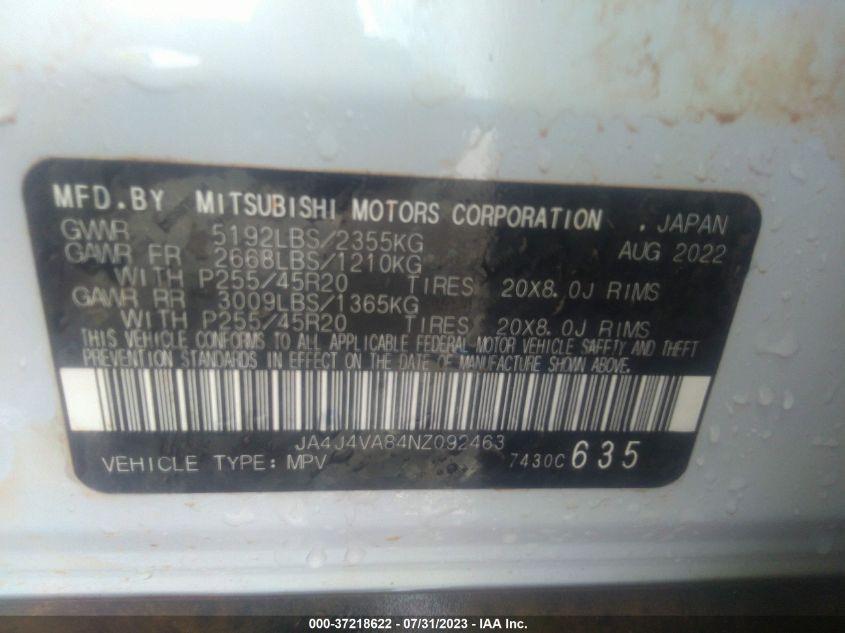 MFD.BY MITSUBISHI MOTORS CORPORATION . JAPAN
GVWR 5192LBS/2355KG AUG 2022
GAWR FR 2668LBS/1210KG
WITH P255/45R20 TIRES 20X8.0J RIMS
GAWR RR 3009LBS/1365KG
WITH P255/45R20 TIRES 20X8.0J RIMS
THIS VEHICLE CONFORMS TO ALL APPLICABLE FEDERAL MOTOR VEHICLE SAFETY AND THEFT
PREVENTION STANDARDS IN EFFECT ON THE DATE OF MANUFACTURE SHOWN ABOVE.
JA4J4VA84NZ092463
VEHICLE TYPE: MPV 7430C 635
000-37218622 - 07/31/2023 - IAA Inc.